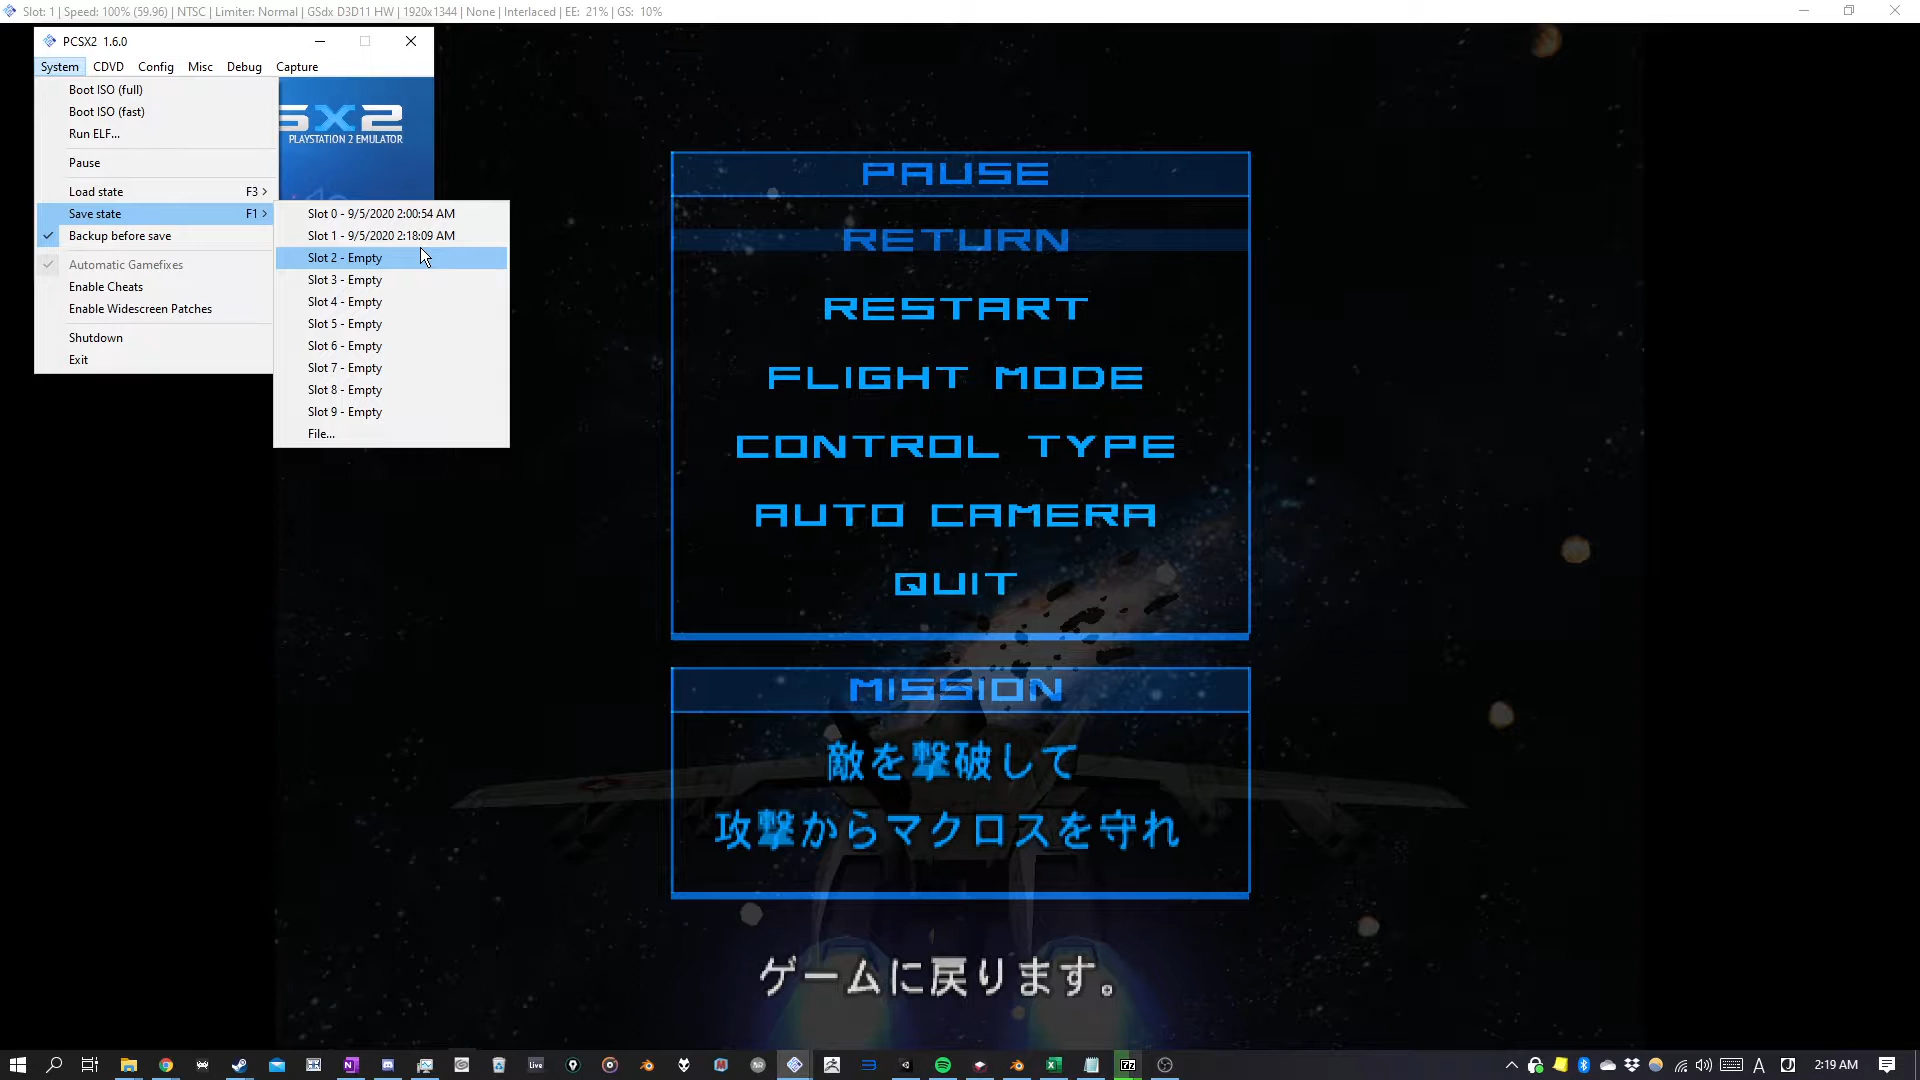 Slot: 1 | Speed: 100% (59.96) | NTSC | Limiter: Normal | GSdx D3D11 HW | 1920x1344 | None | Interlaced | EE: 21% | GS: 10%
PCSX2 1.6.0
System CDVD Config Misc Debug Capture
Boot ISO (full)
Boot ISO (fast)
Run ELF...
Pause
Load state F3
Save state F1
Backup before save
Automatic Gamefixes
Enable Cheats
Enable Widescreen Patches
Shutdown
Exit
SX2
PLAYSTATION 2 EMULATOR
Slot 0 - 9/5/2020 2:00:54 AM
Slot 1 - 9/5/2020 2:18:09 AM
Slot 2 - Empty
Slot 3 - Empty
Slot 4 - Empty
Slot 5 - Empty
Slot 6 - Empty
Slot 7 - Empty
Slot 8 - Empty
Slot 9 - Empty
File...
PAUSE
RETURN
RESTART
FLIGHT MODE
CONTROL TYPE
AUTO CAMERA
QUIT
MISSION
敵を撃破して
攻撃からマクロスを守れ
ゲームに戻ります。
Live
A
2:19 AM